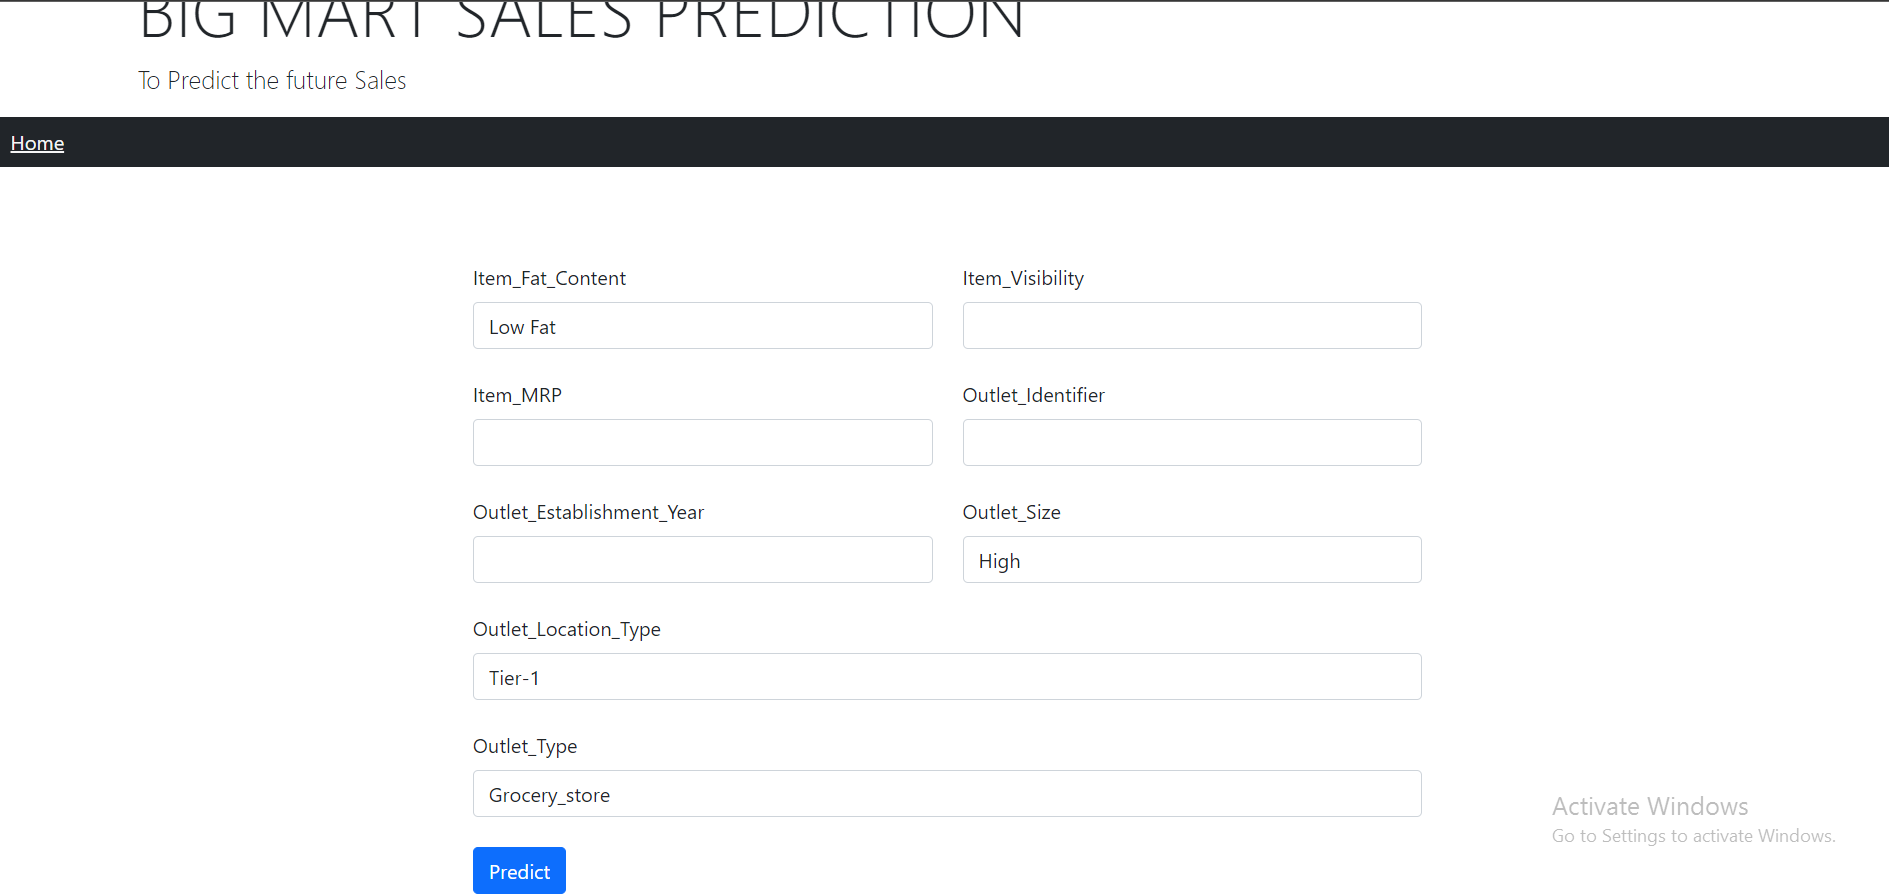 BIG MART SALES PREDICTION
To Predict the future Sales
Home
Item_Fat_Content
Item_Visibility
Low Fat
Item_MRP
Outlet_Identifier
Outlet_Establishment_Year
Outlet_Size
High
Outlet_Location_Type
Tier-1
Outlet_Type
Grocery_store
Predict
Activate Windows
Go to Settings to activate Windows.